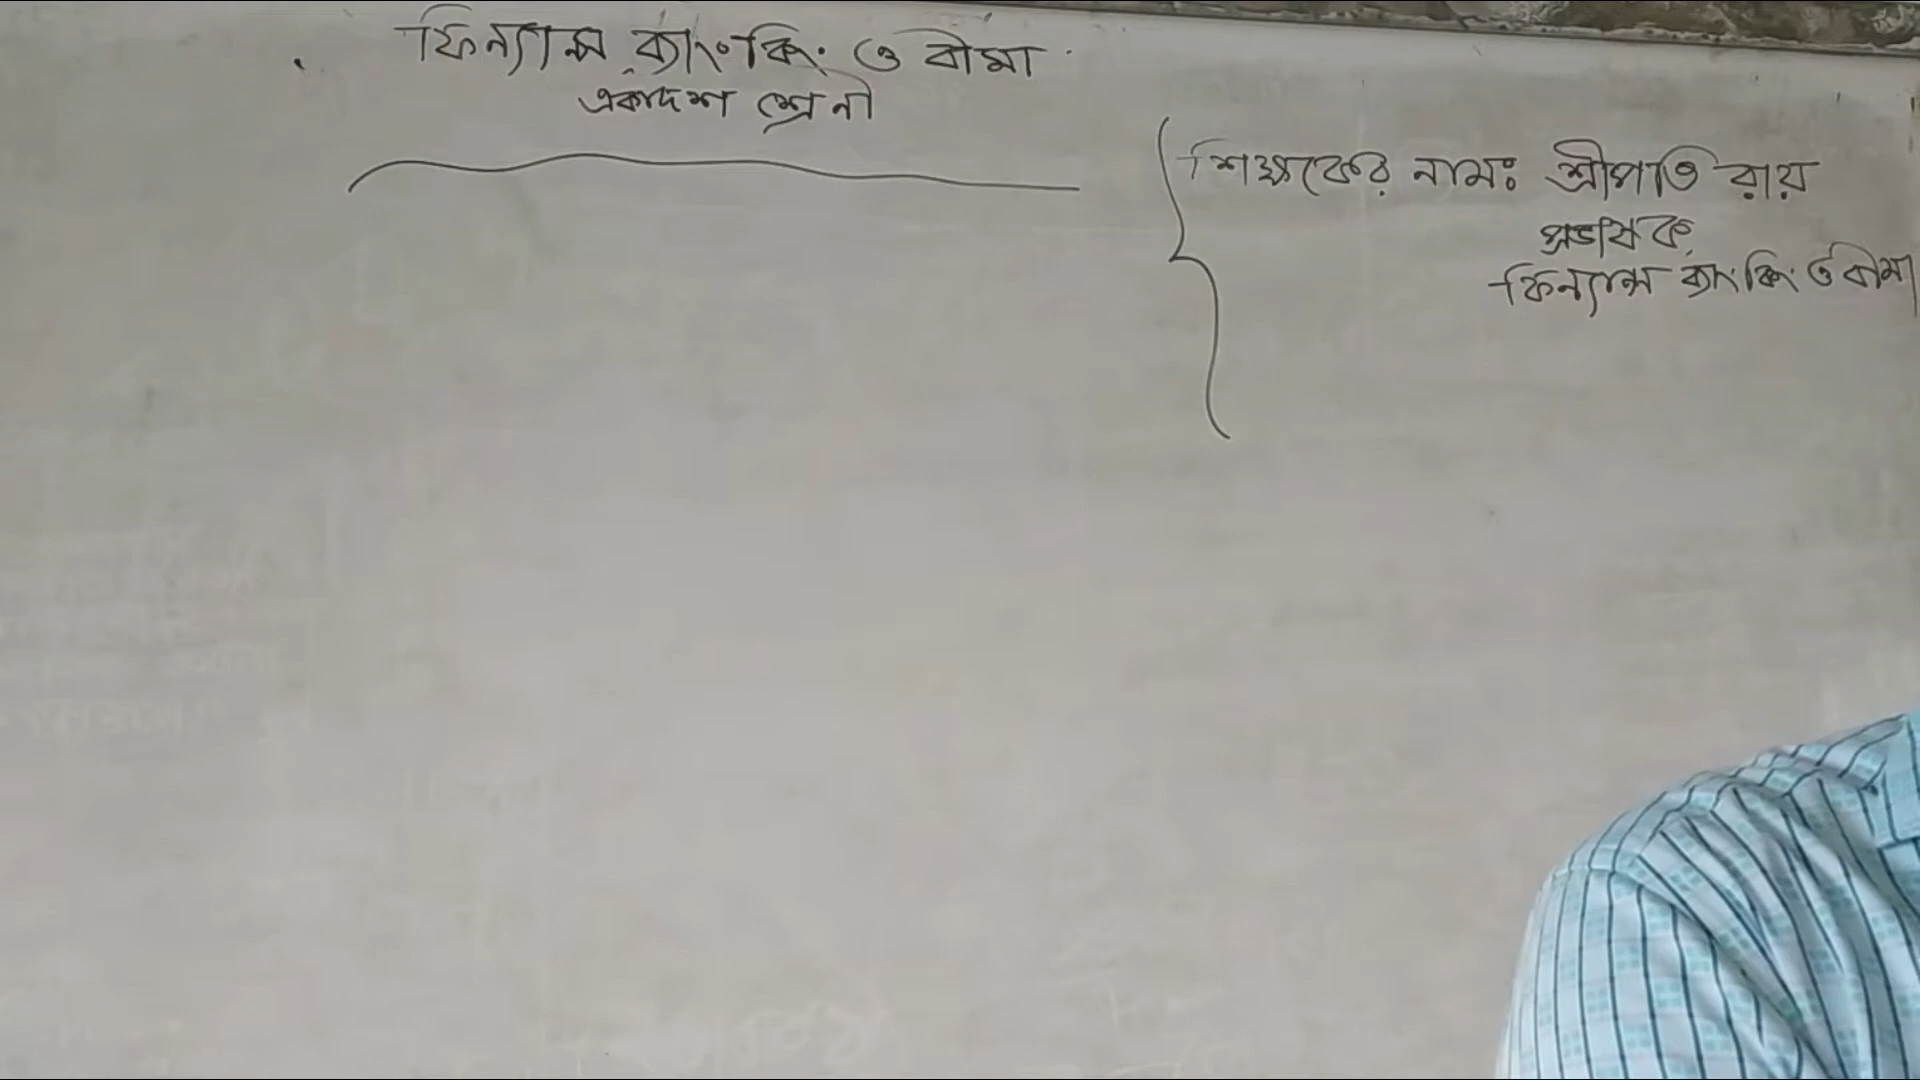 ফিন্যান্স ব্যাংকিং ও বীমা
একাদশ শ্রেনী
শিক্ষকের নামঃ শ্রীপতি রায়
প্রভাষক
ফিন্যান্স ব্যাংকিং ও বীমা